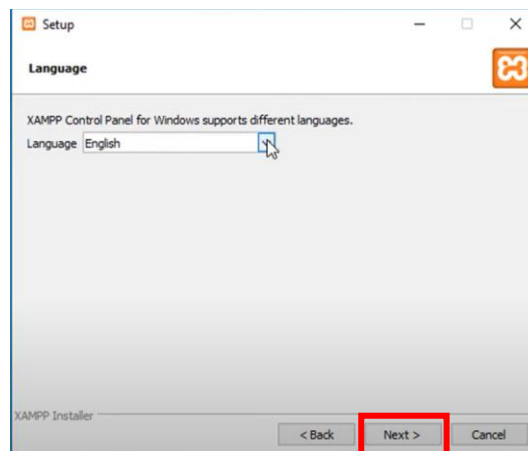 Setup
Language
XAMPP Control Panel for Windows supports different languages.
Language English
XAMPP Installer
< Back Next > Cancel